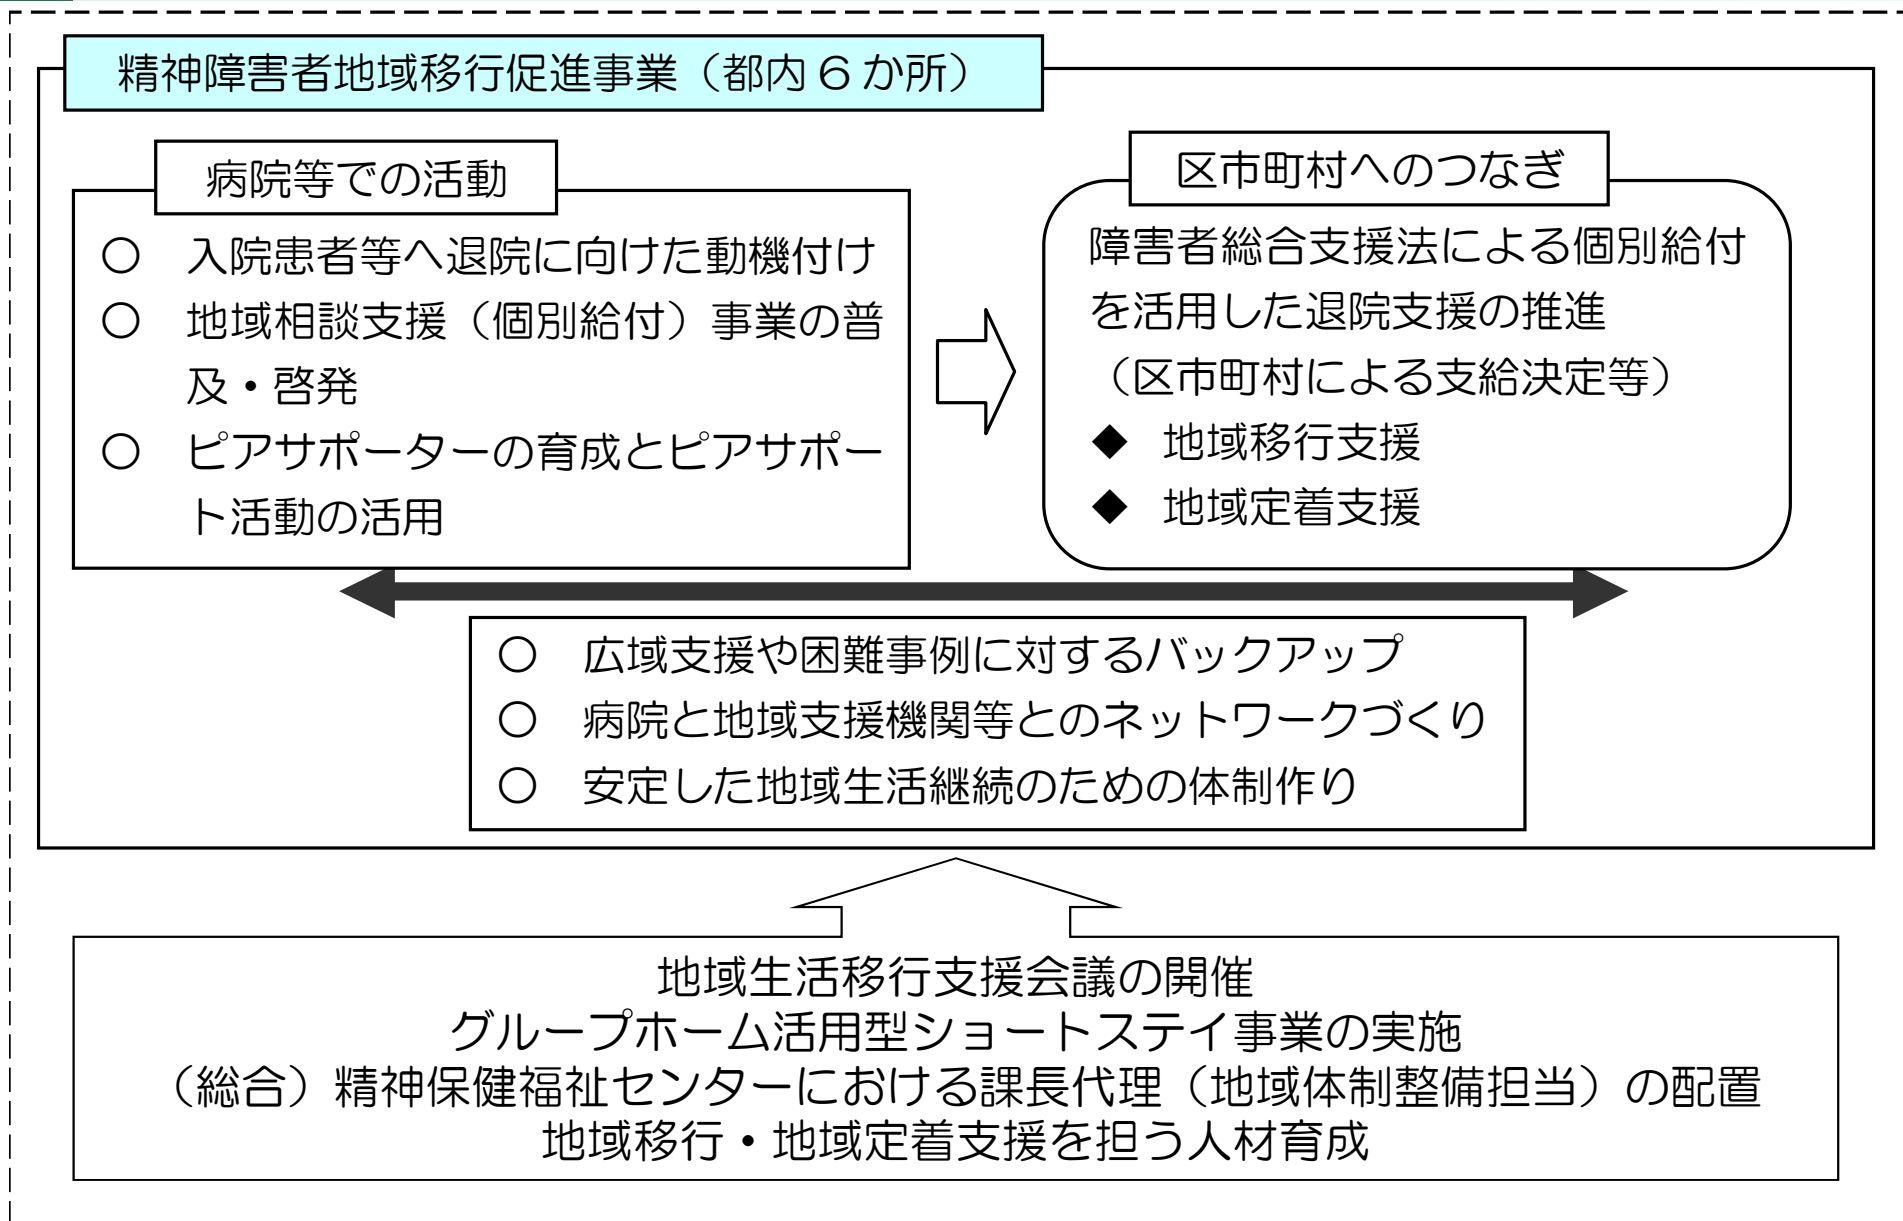 精神障害者地域移行促進事業（都内６か所）
病院等での活動
○　入院患者等へ退院に向けた動機付け
○　地域相談支援（個別給付）事業の普
及・啓発
○　ピアサポーターの育成とピアサポー
ト活動の活用
区市町村へのつなぎ
障害者総合支援法による個別給付
を活用した退院支援の推進
（区市町村による支給決定等）
◆　地域移行支援
◆　地域定着支援
○　広域支援や困難事例に対するバックアップ
○　病院と地域支援機関等とのネットワークづくり
○　安定した地域生活継続のための体制作り
地域生活移行支援会議の開催
グループホーム活用型ショートステイ事業の実施
（総合）精神保健福祉センターにおける課長代理（地域体制整備担当）の配置
地域移行・地域定着支援を担う人材育成